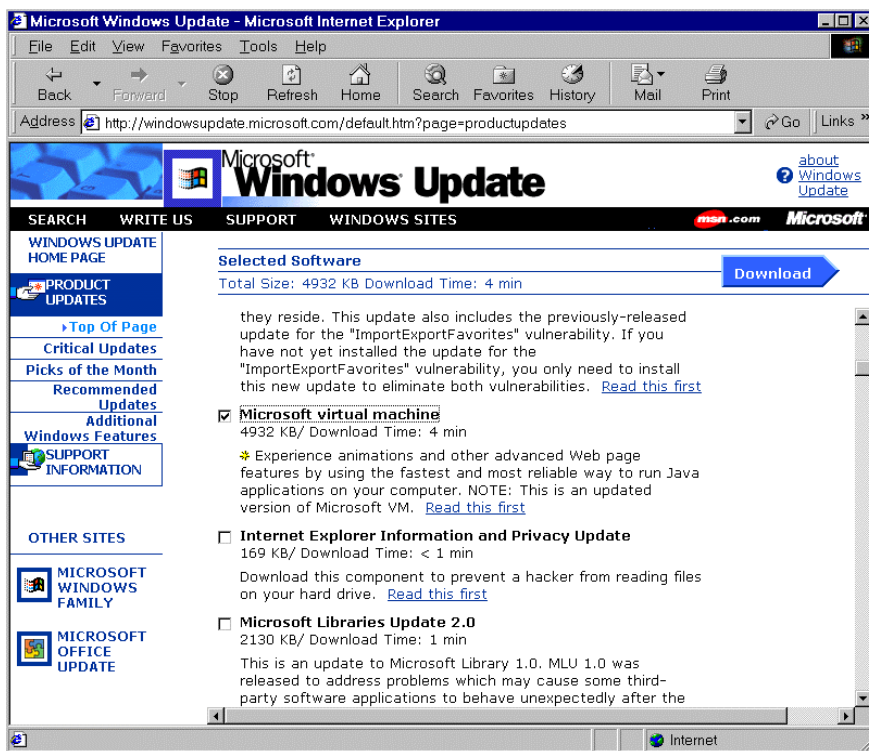 Microsoft Windows Update - Microsoft Internet Explorer
File Edit View Favorites Tools Help
Back Forward Stop Refresh Home Search Favorites History Mail Print
Address http://windowsupdate.microsoft.com/default.htm?page=productupdates Go Links »
Microsoft
Windows Update
about
Windows
Update
SEARCH WRITE US SUPPORT WINDOWS SITES msn.com Microsoft
WINDOWS UPDATE
HOME PAGE
PRODUCT
UPDATES
Top Of Page
Critical Updates
Picks of the Month
Recommended
Updates
Additional
Windows Features
SUPPORT
INFORMATION
OTHER SITES
MICROSOFT
WINDOWS
FAMILY
MICROSOFT
OFFICE
UPDATE
Selected Software
Total Size: 4932 KB Download Time: 4 min
Download
they reside. This update also includes the previously-released
update for the "ImportExportFavorites" vulnerability. If you
have not yet installed the update for the
"ImportExportFavorites" vulnerability, you only need to install
this new update to eliminate both vulnerabilities. Read this first
Microsoft virtual machine
4932 KB/ Download Time: 4 min
Experience animations and other advanced Web page
features by using the fastest and most reliable way to run Java
applications on your computer. NOTE: This is an updated
version of Microsoft VM. Read this first
Internet Explorer Information and Privacy Update
169 KB/ Download Time: < 1 min
Download this component to prevent a hacker from reading files
on your hard drive. Read this first
Microsoft Libraries Update 2.0
2130 KB/ Download Time: 1 min
This is an update to Microsoft Library 1.0. MLU 1.0 was
released to address problems which may cause some third-
party software applications to behave unexpectedly after the
Internet